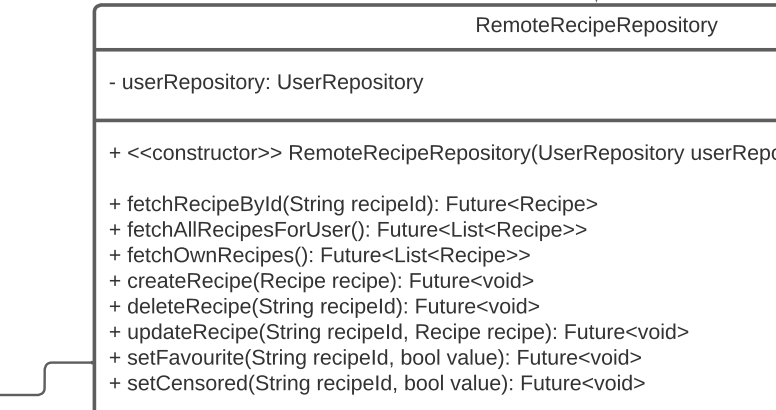 RemoteRecipeRepository
- userRepository: UserRepository
+ <<constructor>> RemoteRecipeRepository(UserRepository userRepo
+ fetchRecipeById(String recipeId): Future<Recipe>
+ fetchAllRecipesForUser(): Future<List<Recipe>>
+ fetchOwnRecipes(): Future<List<Recipe>>
+ createRecipe(Recipe recipe): Future<void>
+ deleteRecipe(String recipeId): Future<void>
+ updateRecipe(String recipeId, Recipe recipe): Future<void>
+ setFavourite(String recipeId, bool value): Future<void>
+ setCensored(String recipeId, bool value): Future<void>